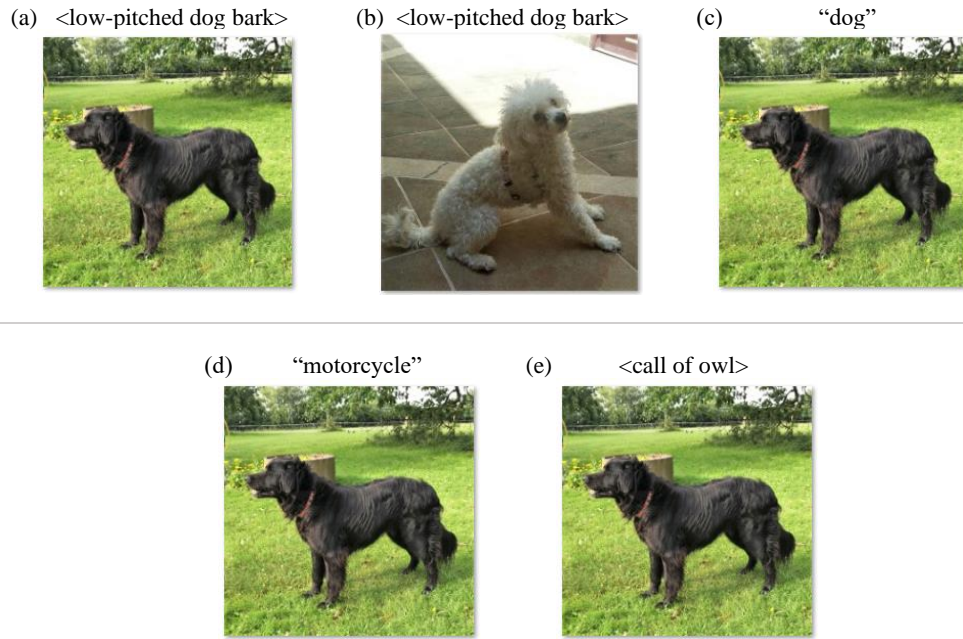 (a) <low-pitched dog bark> (b) <low-pitched dog bark> (c) “dog”
(d) “motorcycle” (e) <call of owl>